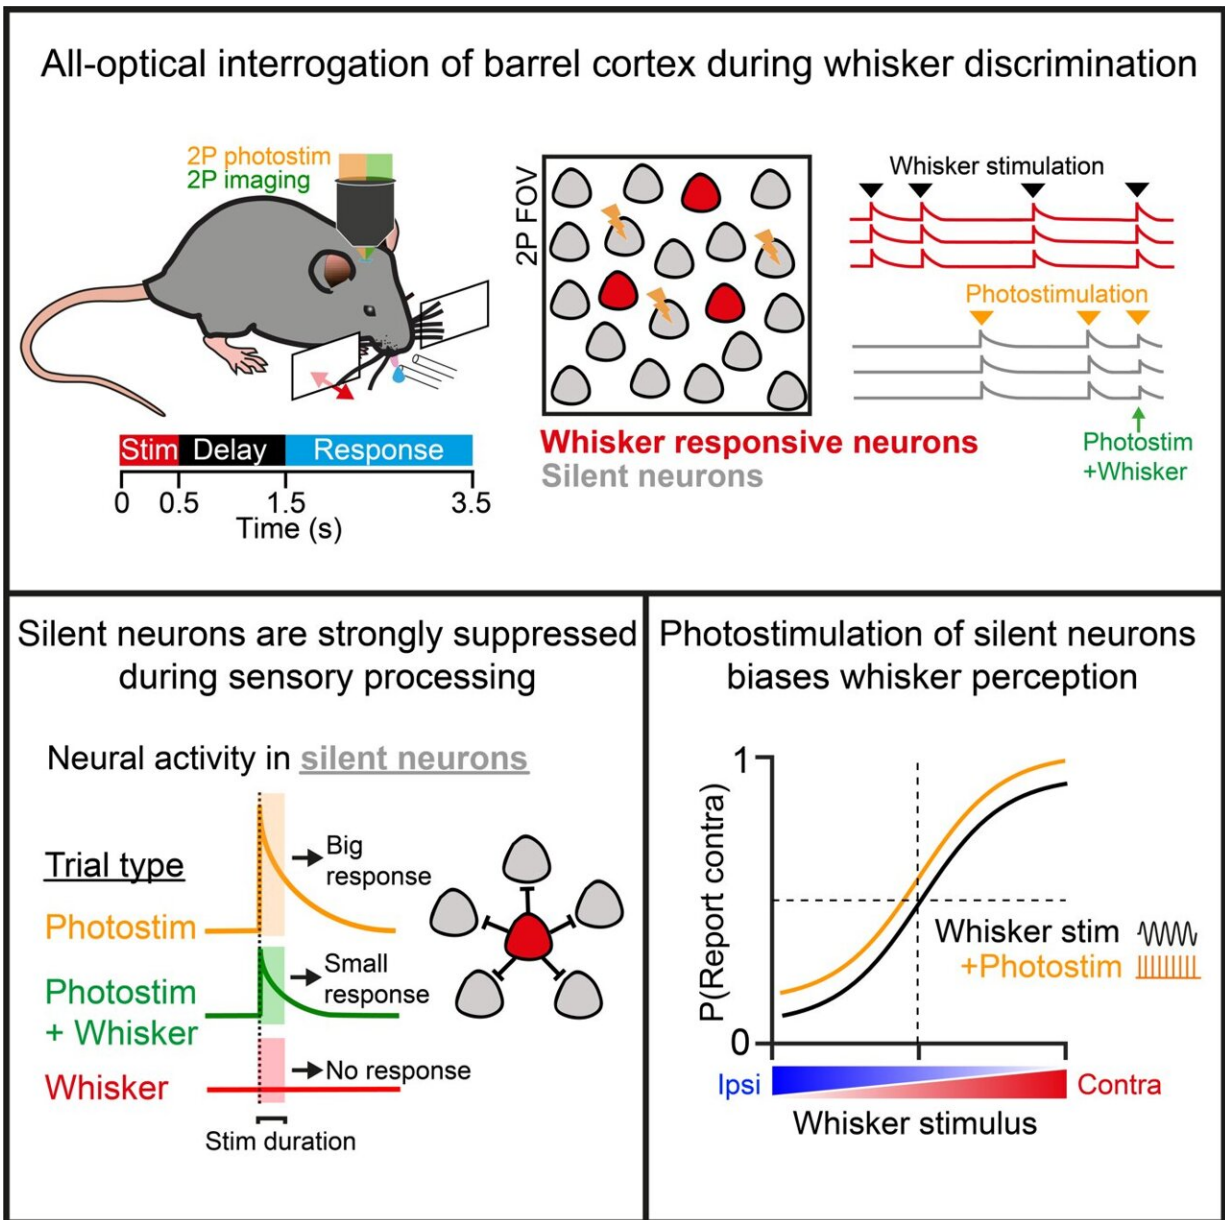 All-optical interrogation of barrel cortex during whisker discrimination
2P photostim
2P imaging
Stim Delay Response
0 0.5 1.5 3.5
Time (s)
2P FOV
Whisker responsive neurons
Silent neurons
Whisker stimulation
Photostimulation
Photostim
+Whisker
Silent neurons are strongly suppressed
during sensory processing
Neural activity in silent neurons
Trial type
Photostim
Big
response
Photostim
+ Whisker
Small
response
Whisker
No response
Stim duration
Photostimulation of silent neurons
biases whisker perception
P(Report contra)
1
0
Whisker stim
+Photostim
Ipsi Contra
Whisker stimulus